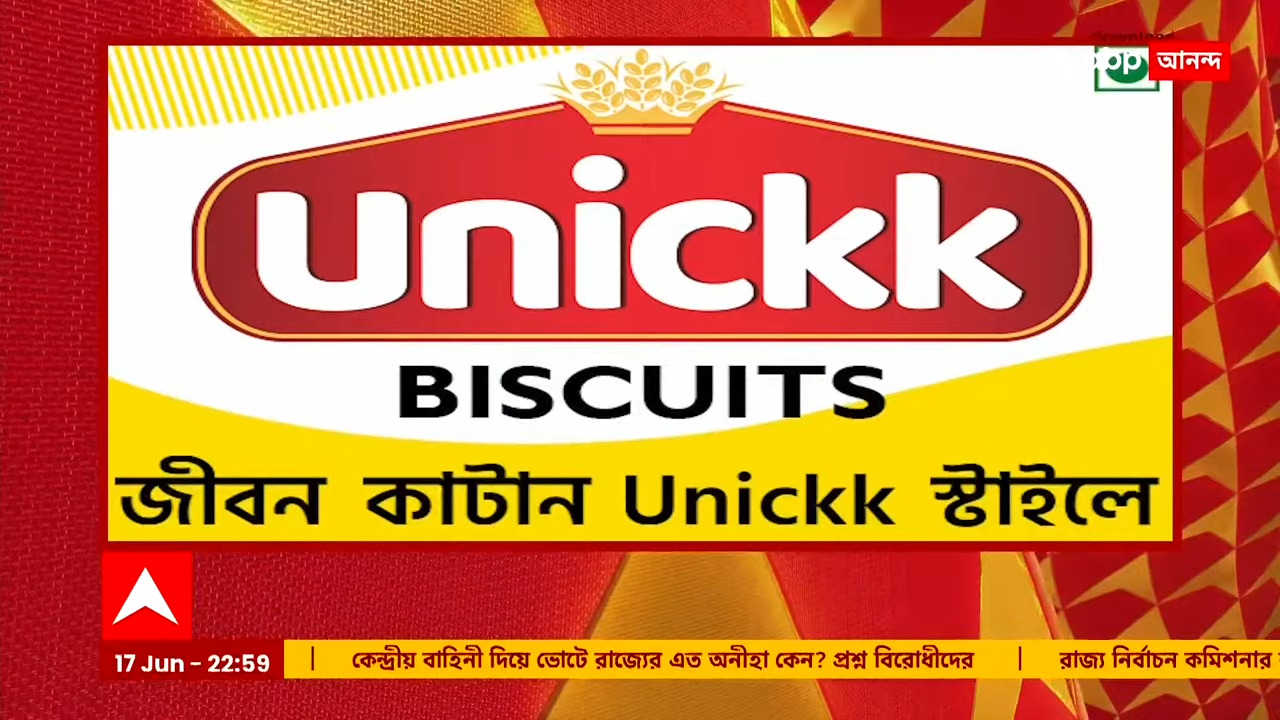 আনন্দ
unickk
BISCUITS
জীবন কাটান Unickk স্টাইলে
17 Jun - 22:59
| কেন্দ্রীয় বাহিনী দিয়ে ভোটে রাজ্যের এত অনীহা কেন? প্রশ্ন বিরোধীদের | রাজ্য নির্বাচন কমিশনার